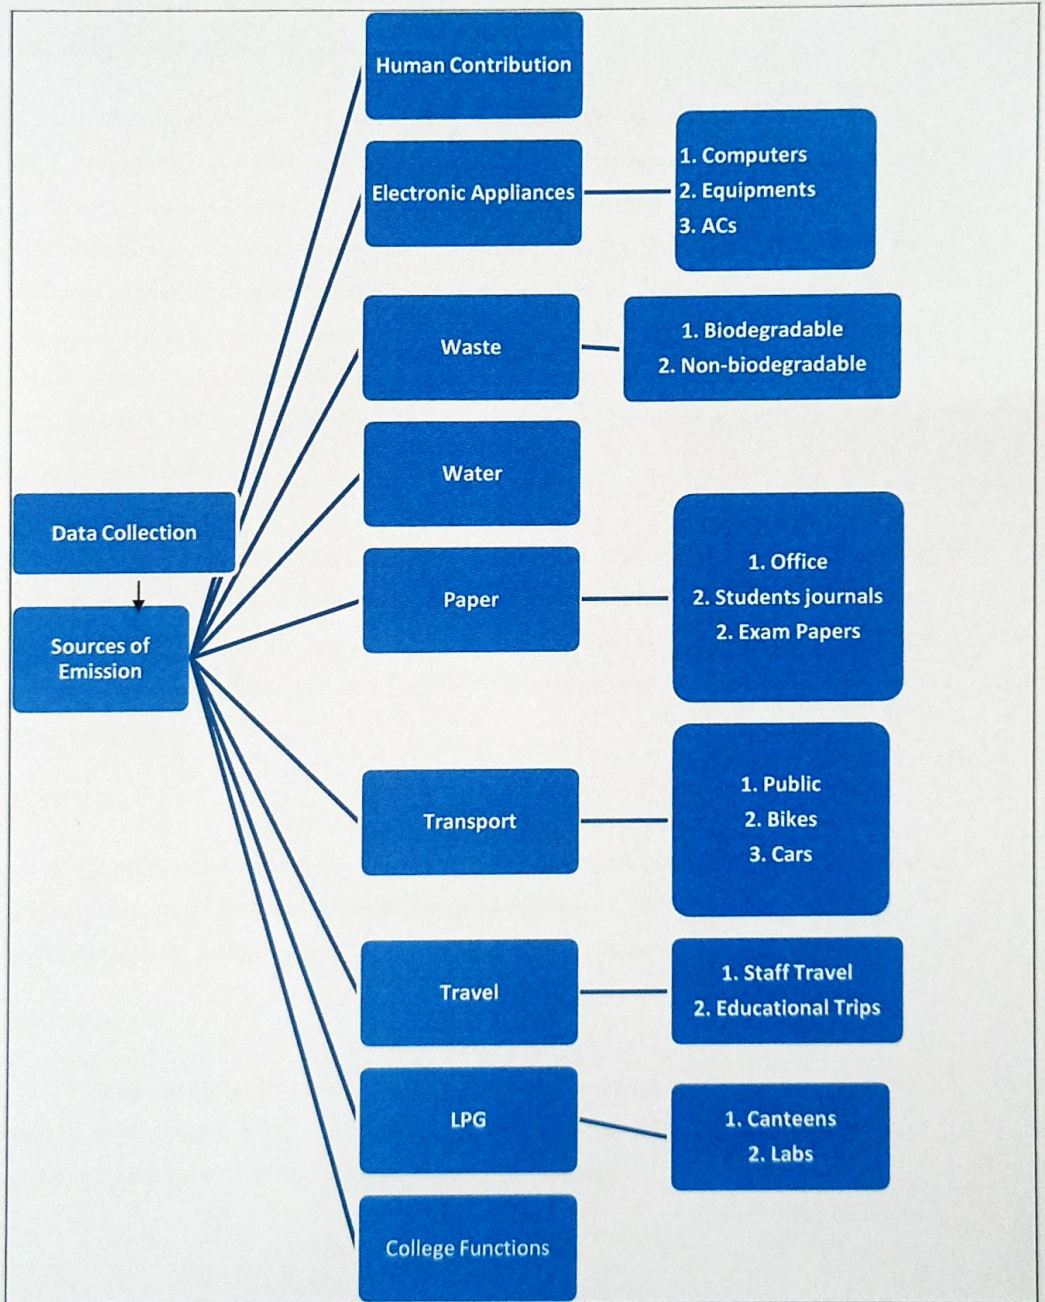 Human Contribution
Electronic Appliances
1. Computers
2. Equipments
3. ACs
Waste
1. Biodegradable
2. Non-biodegradable
Water
Data Collection
Sources of
Emission
Paper
1. Office
2. Students journals
2. Exam Papers
Transport
1. Public
2. Bikes
3. Cars
Travel
1. Staff Travel
2. Educational Trips
LPG
1. Canteens
2. Labs
College Functions